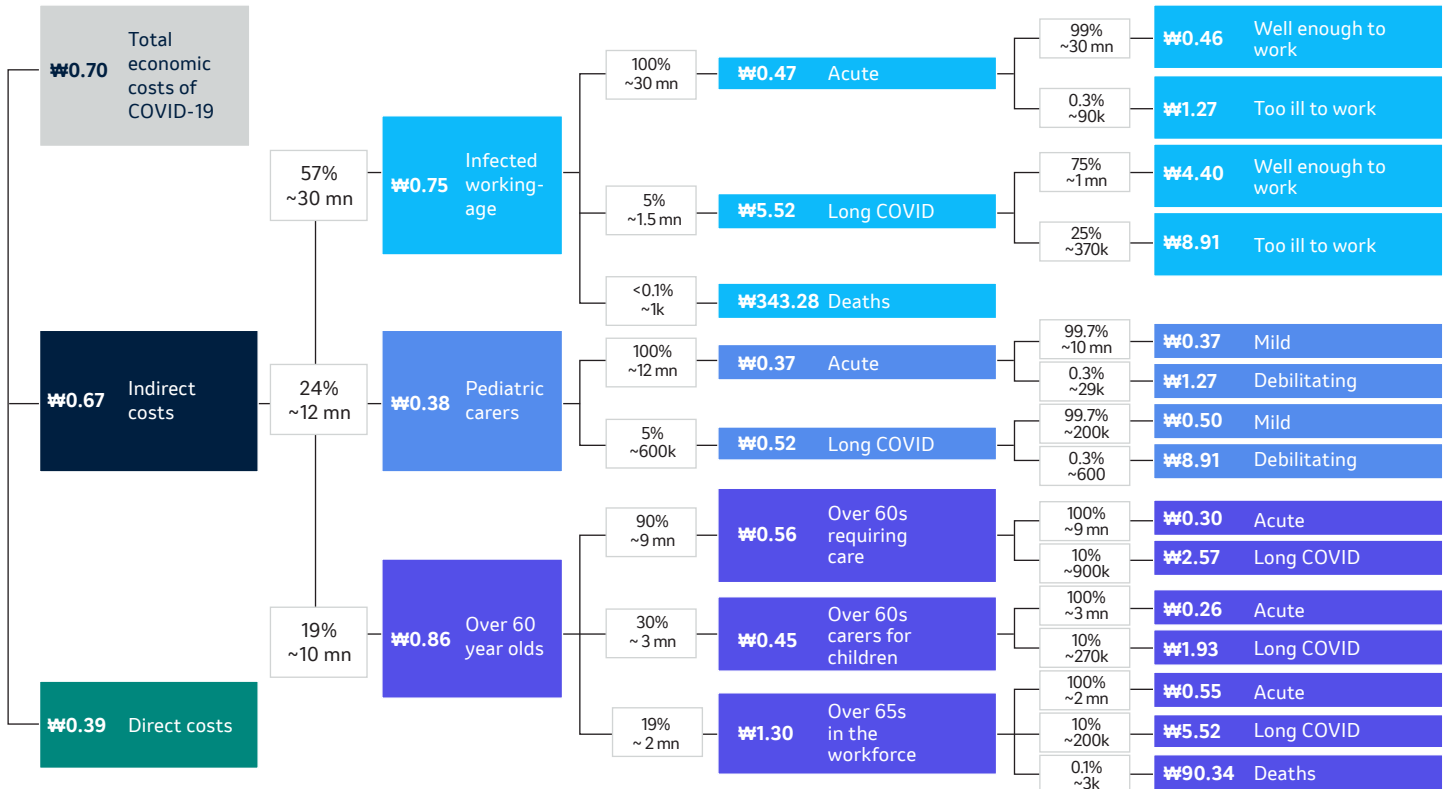 ₩0.70 Total
economic
costs of
COVID-19
₩0.67 Indirect
costs
₩0.39 Direct costs
57%
~30 mn
24%
~12 mn
19%
~10 mn
₩0.75 Infected
working-
age
₩0.38 Pediatric
carers
₩0.86 Over 60
year olds
100%
~30 mn
₩0.47 Acute
99%
~30 mn
₩0.46 Well enough to
work
0.3%
~90k
₩1.27 Too ill to work
5%
~1.5 mn
₩5.52 Long COVID
75%
~1 mn
₩4.40 Well enough to
work
25%
~370k
₩8.91 Too ill to work
<0.1%
~1k
₩343.28 Deaths
100%
~12 mn
₩0.37 Acute
99.7%
~10 mn
₩0.37 Mild
0.3%
~29k
₩1.27 Debilitating
5%
~600k
₩0.52 Long COVID
99.7%
~200k
₩0.50 Mild
0.3%
~600
₩8.91 Debilitating
90%
~9 mn
₩0.56 Over 60s
requiring
care
100%
~9 mn
₩0.30 Acute
10%
~900k
₩2.57 Long COVID
30%
~ 3 mn
₩0.45 Over 60s
carers for
children
100%
~3 mn
₩0.26 Acute
10%
~270k
₩1.93 Long COVID
19%
~ 2 mn
₩1.30 Over 65s
in the
workforce
100%
~2 mn
₩0.55 Acute
10%
~200k
₩5.52 Long COVID
0.1%
~3k
₩90.34 Deaths